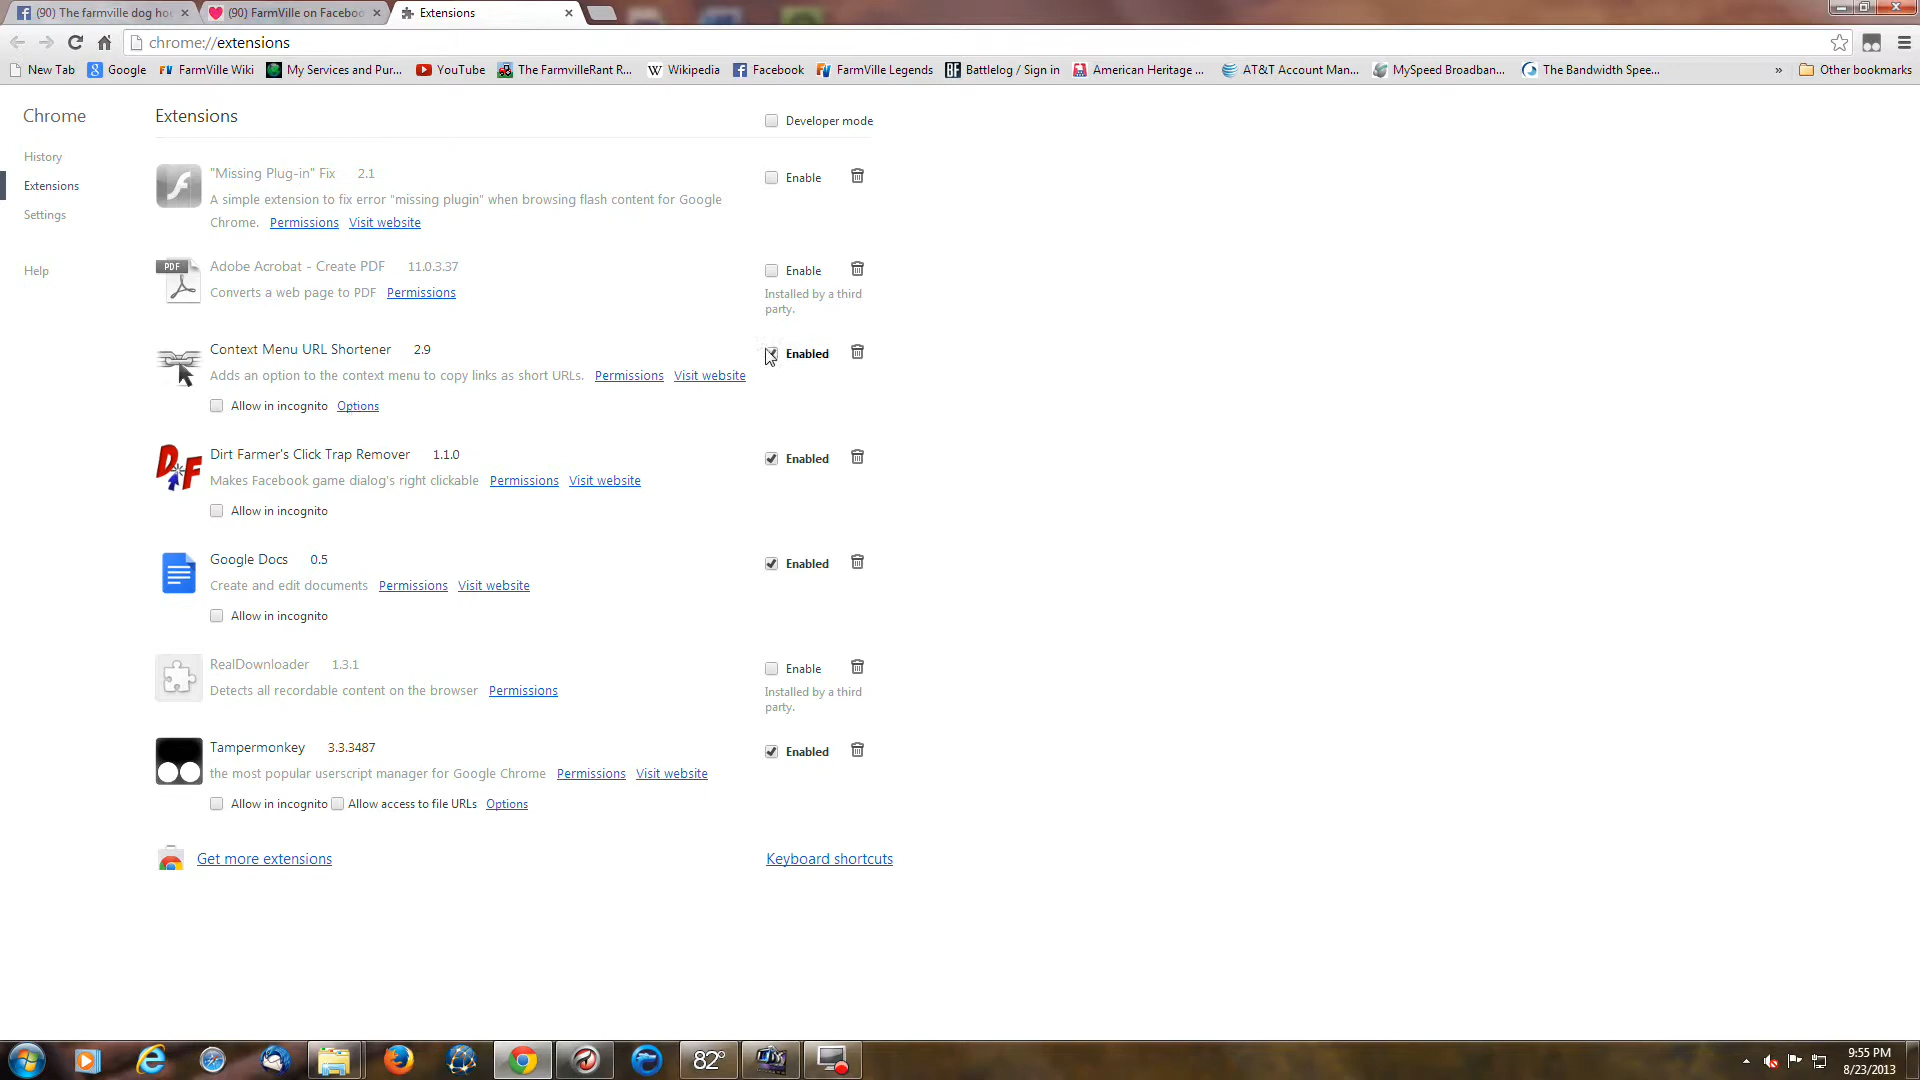 (90) The farmville dog hou
(90) FarmVille on Faceboo
Extensions
chrome://extensions
New Tab
Google
FarmVille Wiki
My Services and Pur...
YouTube
The FarmvilleRant R...
Wikipedia
Facebook
FarmVille Legends
Battlelog / Sign in
American Heritage ...
AT&T Account Man...
MySpeed Broadban...
The Bandwidth Spee...
»
Other bookmarks
Chrome
History
Extensions
Settings
Help
Extensions
Developer mode
"Missing Plug-in" Fix 2.1
Enable
A simple extension to fix error "missing plugin" when browsing flash content for Google
Chrome. Permissions Visit website
PDF
Adobe Acrobat - Create PDF 11.0.3.37
Enable
Converts a web page to PDF Permissions
Installed by a third
party.
Context Menu URL Shortener 2.9
Enabled
Adds an option to the context menu to copy links as short URLs. Permissions Visit website
Allow in incognito Options
DF
Dirt Farmer's Click Trap Remover 1.1.0
Enabled
Makes Facebook game dialog's right clickable Permissions Visit website
Allow in incognito
Google Docs 0.5
Enabled
Create and edit documents Permissions Visit website
Allow in incognito
RealDownloader 1.3.1
Enable
Detects all recordable content on the browser Permissions
Installed by a third
party.
Tampermonkey 3.3.3487
Enabled
the most popular userscript manager for Google Chrome Permissions Visit website
Allow in incognito Allow access to file URLs Options
Get more extensions
Keyboard shortcuts
82°
9:55 PM
8/23/2013